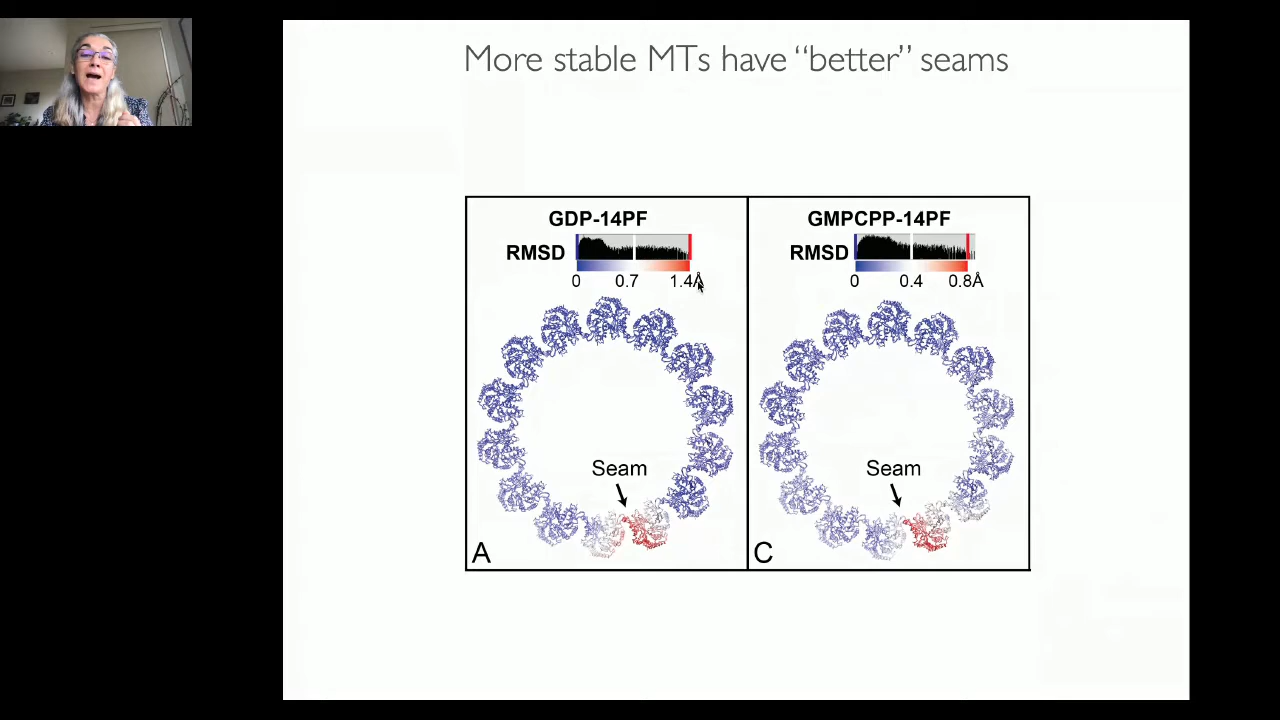 More stable MTs have “better” seams
GDP-14PF
RMSD
0 0.7 1.4Å
Seam
A
GMPCPP-14PF
RMSD
0 0.4 0.8Å
Seam
C